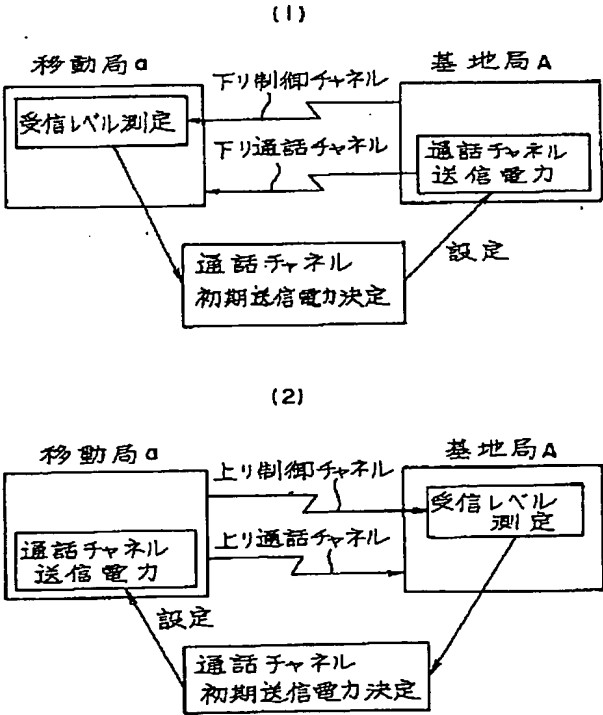 (1)
移動局a
基地局A
下り制御チャネル
受信レベル測定
下り通話チャネル
通話チャネル
送信電力
設定
通話チャネル
初期送信電力決定
(2)
移動局a
基地局A
上り制御チャネル
受信レベル
測定
上り通話チャネル
通話チャネル
送信電力
設定
通話チャネル
初期送信電力決定